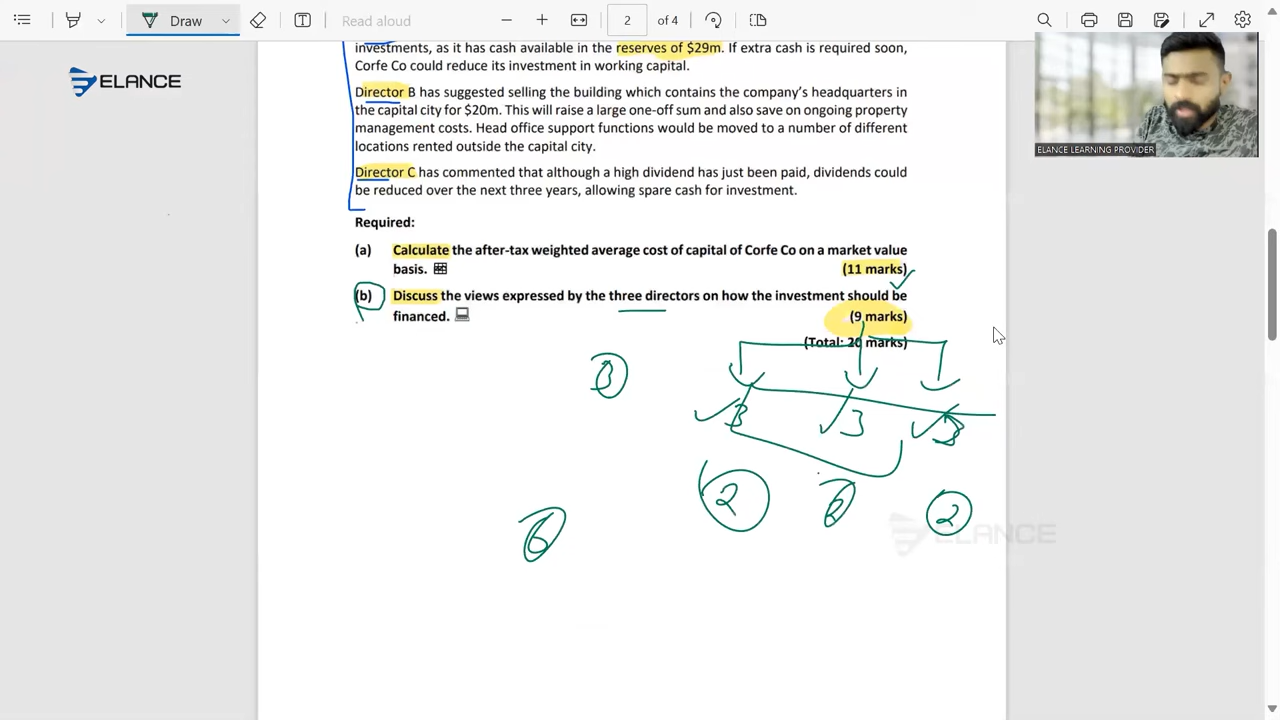 Draw
Read aloud
2
of 4
ELANCE
investments, as it has cash available in the reserves of $29m. If extra cash is required soon,
Corfe Co could reduce its investment in working capital.
Director B has suggested selling the building which contains the company's headquarters in
the capital city for $20m. This will raise a large one-off sum and also save on ongoing property
management costs. Head office support functions would be moved to a number of different
locations rented outside the capital city.
Director C has commented that although a high dividend has just been paid, dividends could
be reduced over the next three years, allowing spare cash for investment.
Required:
(a) Calculate the after-tax weighted average cost of capital of Corfe Co on a market value
basis. (11 marks)
(b) Discuss the views expressed by the three directors on how the investment should be
financed. (9 marks)
(Total: 20 marks)
3 3 3
2 2 2
6
ELANCE
ELANCE LEARNING PROVIDER